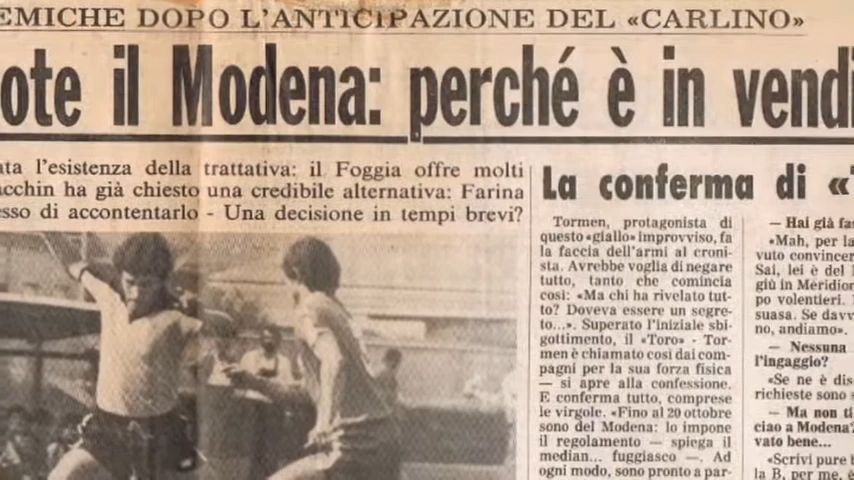 EMICHE DOPO L'ANTICIPAZIONE DEL «CARLINO»
ote il Modena: perché è in vendi
ata l'esistenza della trattativa: il Foggia offre molti
acchin ha già chiesto una credibile alternativa: Farina
esso di accontentarlo - Una decisione in tempi brevi?
La conferma di «T
Tormen, protagonista di
questo «giallo» improvviso, fa
la faccia dell'armi al croni-
sta. Avrebbe voglia di negare
tutto, tanto che comincia
così: «Ma chi ha rivelato tut-
to? Doveva essere un segre-
to...». Superato l'iniziale sbi-
gottimento, il «Toro» - Tor-
men è chiamato così dai com-
pagni per la sua forza fisica
— si apre alla confessione.
E conferma tutto, comprese
le virgole. «Fino al 20 ottobre
sono del Modena: lo impone
il regolamento — spiega il
median... fuggiasco —. Ad
ogni modo, sono pronto a par-
— Hai già fa
«Mah, per la
vuto convincer
Sai, lei è del
giù in Meridion
po volentieri.
suasa. Se davv
no, andiamo».
— Nessuna
l'ingaggio?
«Se ne è dis
richieste sono
— Ma non ti
ciao a Modena?
vato bene...
«Scrivi pure
la B, per me, è